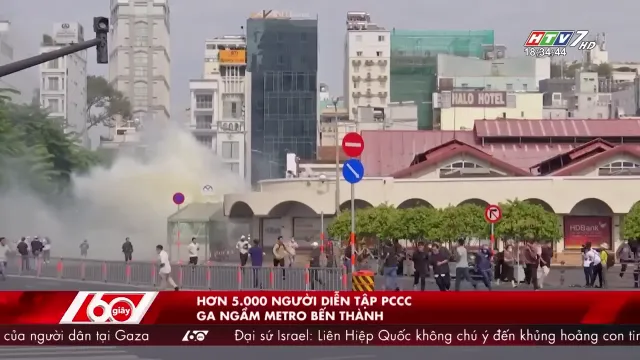 HTV7 HD
18:34:44
HALO HOTEL
HDBank
60 giây
HƠN 5.000 NGƯỜI DIỄN TẬP PCCC
GA NGẦM METRO BẾN THÀNH
60 giây
của người dân tại Gaza
Đại sứ Israel: Liên Hiệp Quốc không chú ý đến khủng hoảng con tin